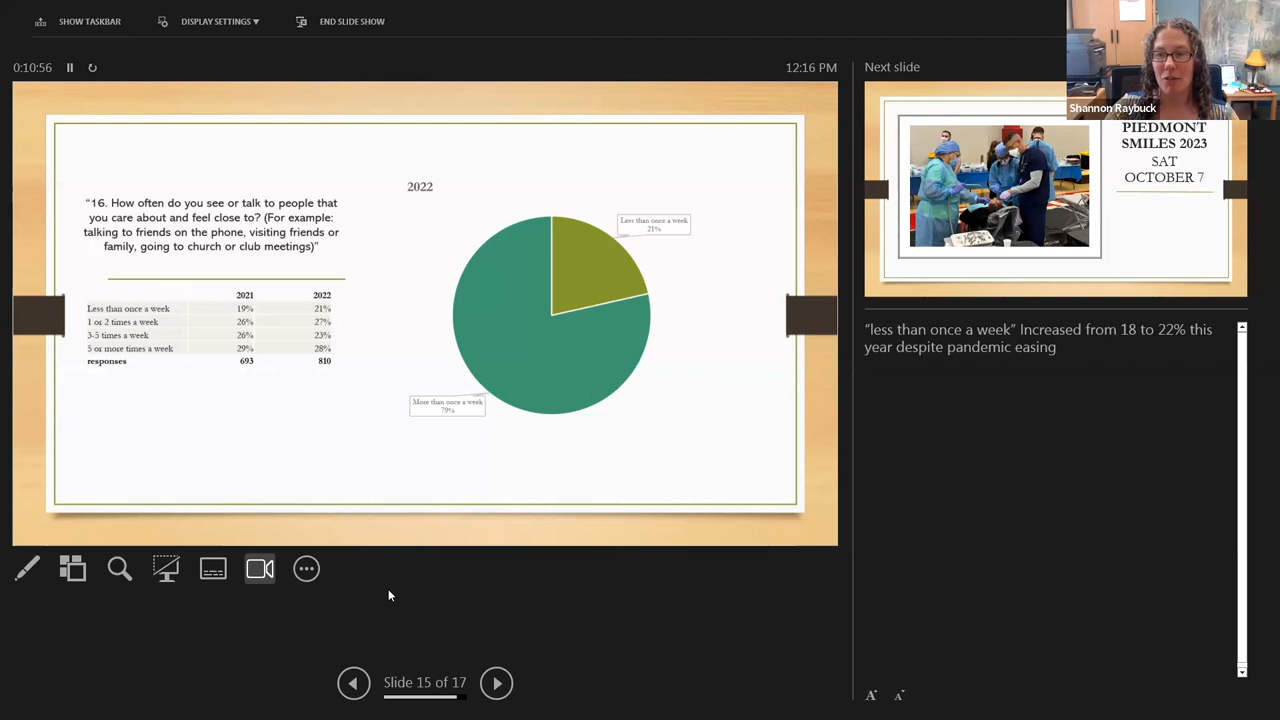 SHOW TASKBAR DISPLAY SETTINGS ▼ END SLIDE SHOW
0:10:56 12:16 PM
Next slide
Shannon Raybuck
2022
"16. How often do you see or talk to people that
you care about and feel close to? (For example:
talking to friends on the phone, visiting friends or
family, going to church or club meetings)"
2021 2022
Less than once a week 19% 21%
1 or 2 times a week 26% 27%
3-5 times a week 26% 23%
5 or more times a week 29% 28%
responses 693 810
Less than once a week
21%
More than once a week
79%
PIEDMONT
SMILES 2023
SAT
OCTOBER 7
"less than once a week" Increased from 18 to 22% this
year despite pandemic easing
Slide 15 of 17
A A